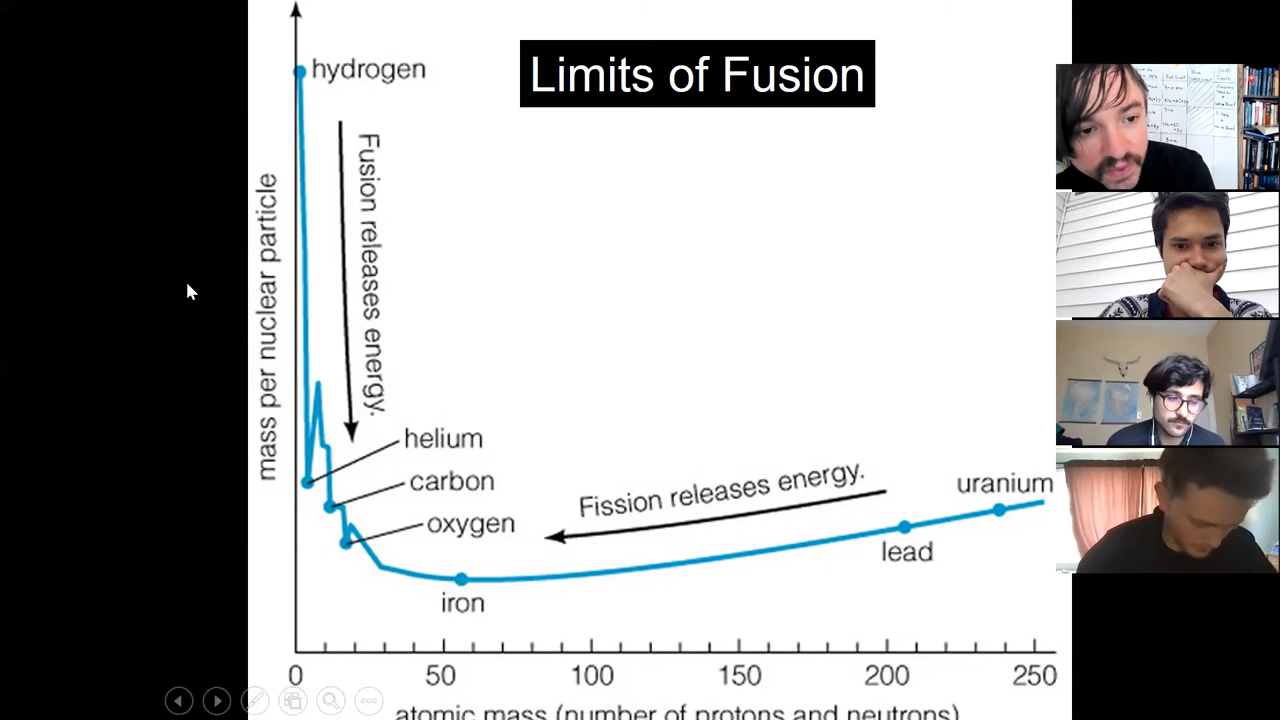 Limits of Fusion
hydrogen
Fusion releases energy.
mass per nuclear particle
helium
carbon
oxygen
Fission releases energy.
uranium
lead
iron
0 50 100 150 200 250
atomic mass (number of protons and neutrons)